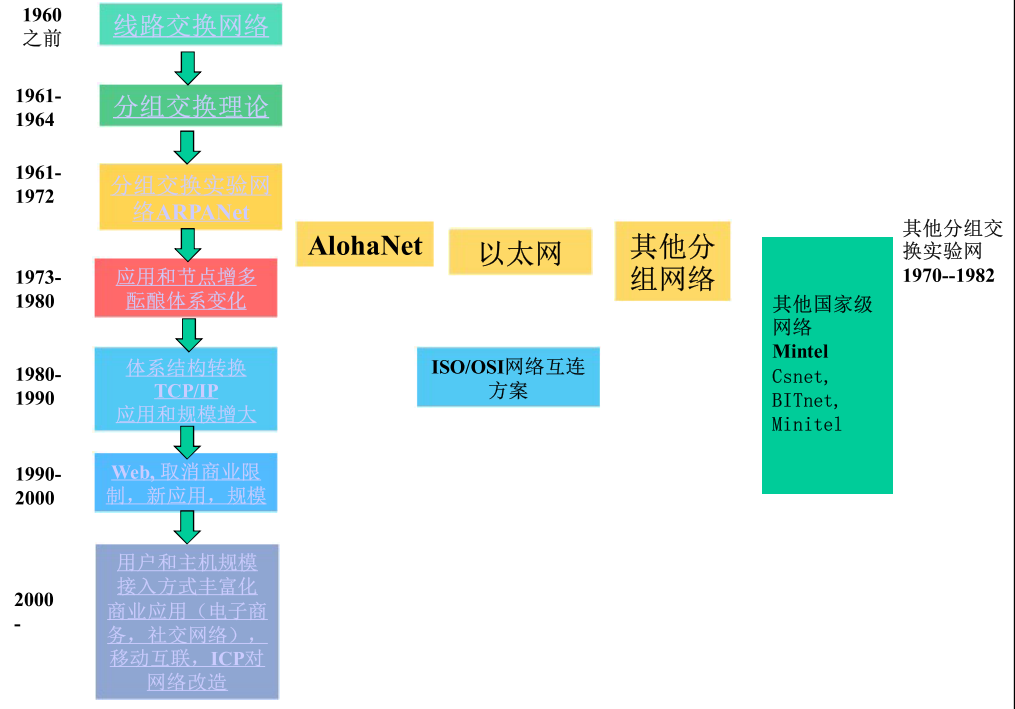 1960
之前
线路交换网络
1961-
1964
分组交换理论
1961-
1972
分组交换实验网
络ARPANet
AlohaNet
以太网
其他分
组网络
其他分组交
换实验网
1970--1982
1973-
1980
应用和节点增多
酝酿体系变化
其他国家级
网络
Mintel
Csnet,
BITnet,
Minitel
1980-
1990
体系结构转换
TCP/IP
应用和规模增大
ISO/OSI网络互连
方案
1990-
2000
Web, 取消商业限
制，新应用，规模
2000
-
用户和主机规模
接入方式丰富化
商业应用（电子商
务，社交网络），
移动互联，ICP对
网络改造